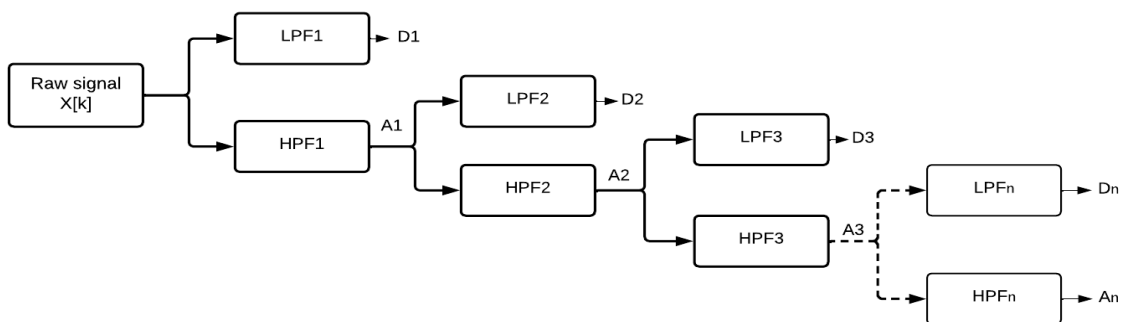 LPF1
D1
Raw signal
X[k]
LPF2
D2
A1
HPF1
LPF3
D3
A2
HPF2
LPFn
Dn
A3
HPF3
HPFn
An